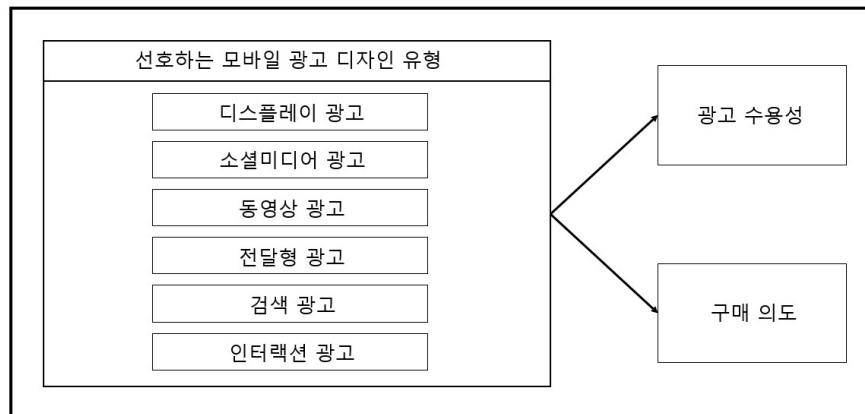 선호하는 모바일 광고 디자인 유형
디스플레이 광고
소셜미디어 광고
동영상 광고
전달형 광고
검색 광고
인터랙션 광고
광고 수용성
구매 의도